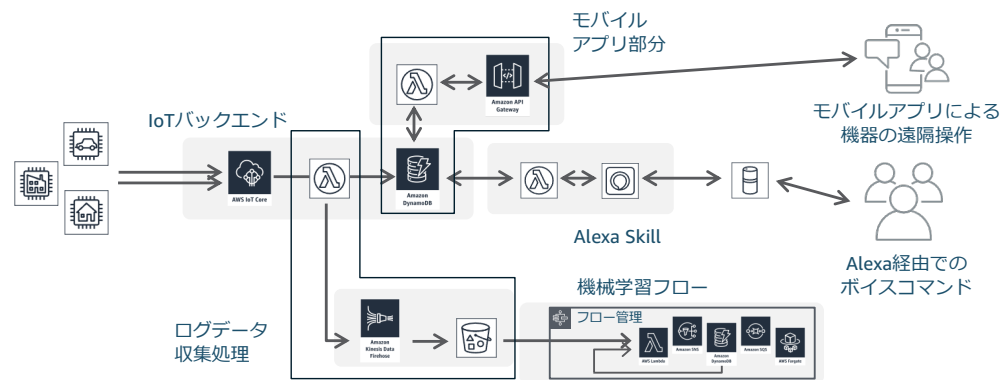 モバイル
アプリ部分
Amazon API
Gateway
モバイルアプリによる
機器の遠隔操作
IoTバックエンド
AWS IoT Core
Amazon
DynamoDB
Alexa Skill
Alexa経由での
ボイスコマンド
ログデータ
収集処理
Amazon
Kinesis Data
Firehose
機械学習フロー
フロー管理
AWS Lambda
Amazon SNS
Amazon
DynamoDB
Amazon SQS
AWS Fargate